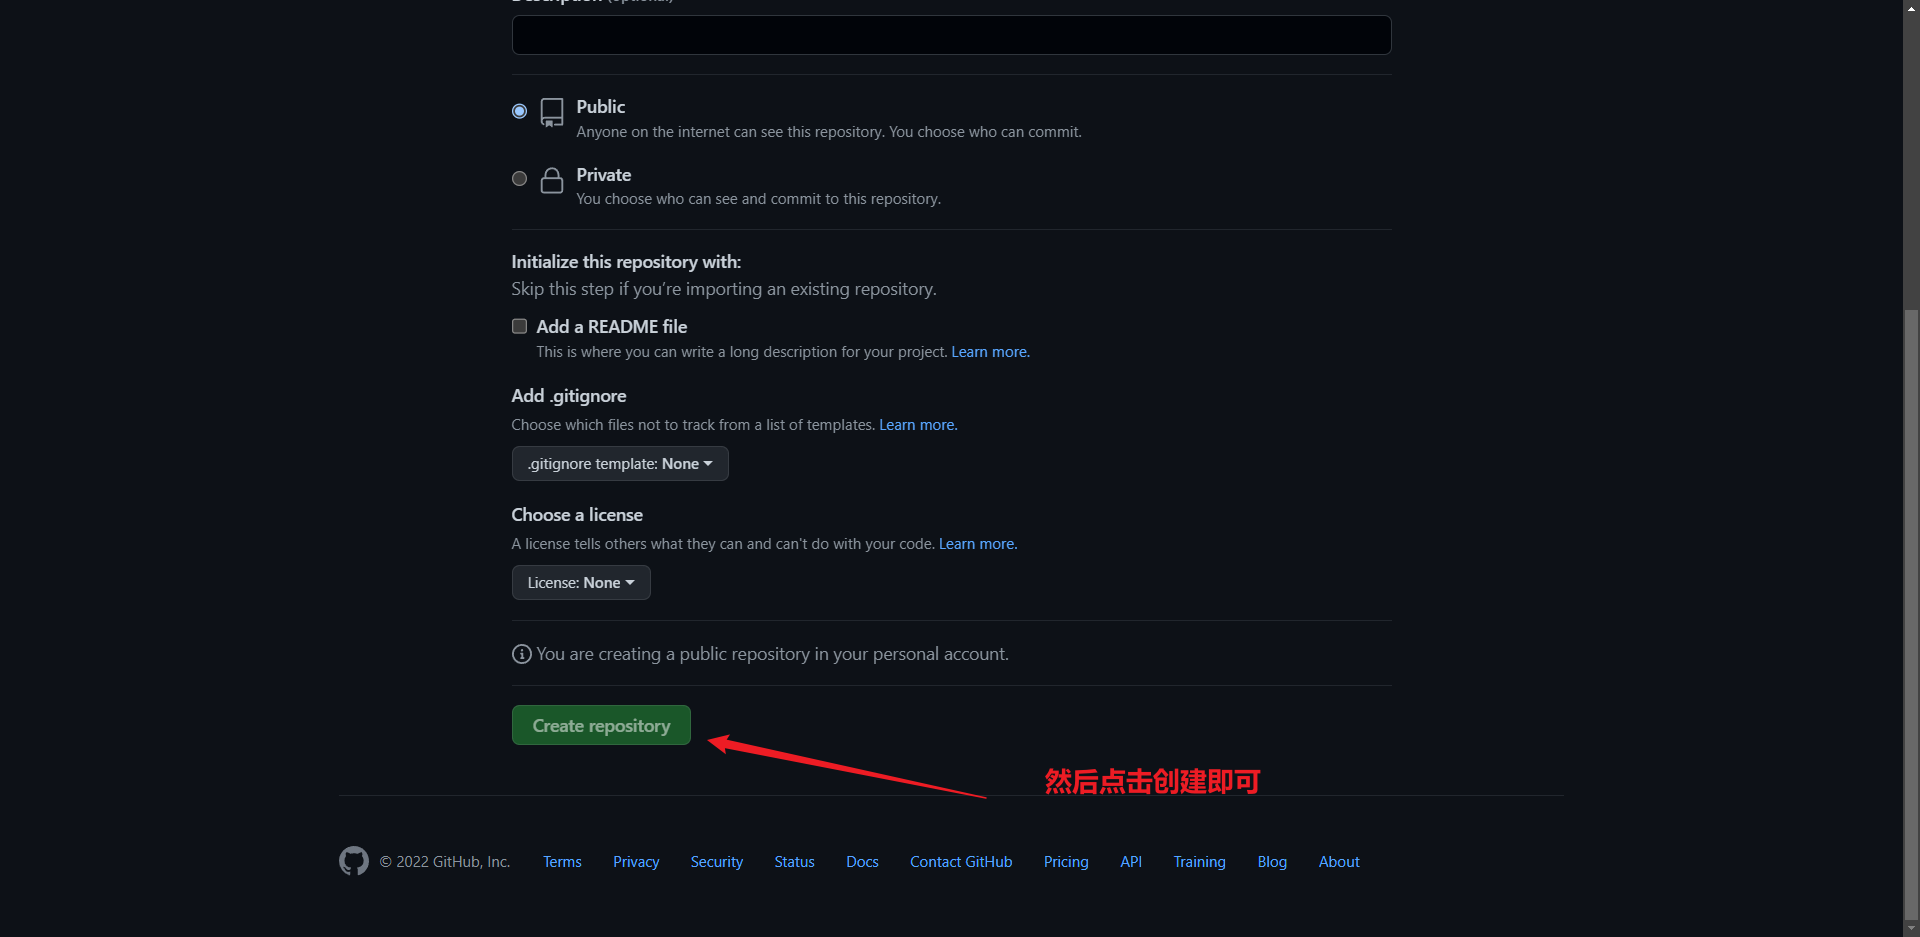 Description (optional)
Public
Anyone on the internet can see this repository. You choose who can commit.
Private
You choose who can see and commit to this repository.
Initialize this repository with:
Skip this step if you’re importing an existing repository.
Add a README file
This is where you can write a long description for your project. Learn more.
Add .gitignore
Choose which files not to track from a list of templates. Learn more.
.gitignore template: None
Choose a license
A license tells others what they can and can't do with your code. Learn more.
License: None
You are creating a public repository in your personal account.
Create repository
然后点击创建即可
© 2022 GitHub, Inc. Terms Privacy Security Status Docs Contact GitHub Pricing API Training Blog About